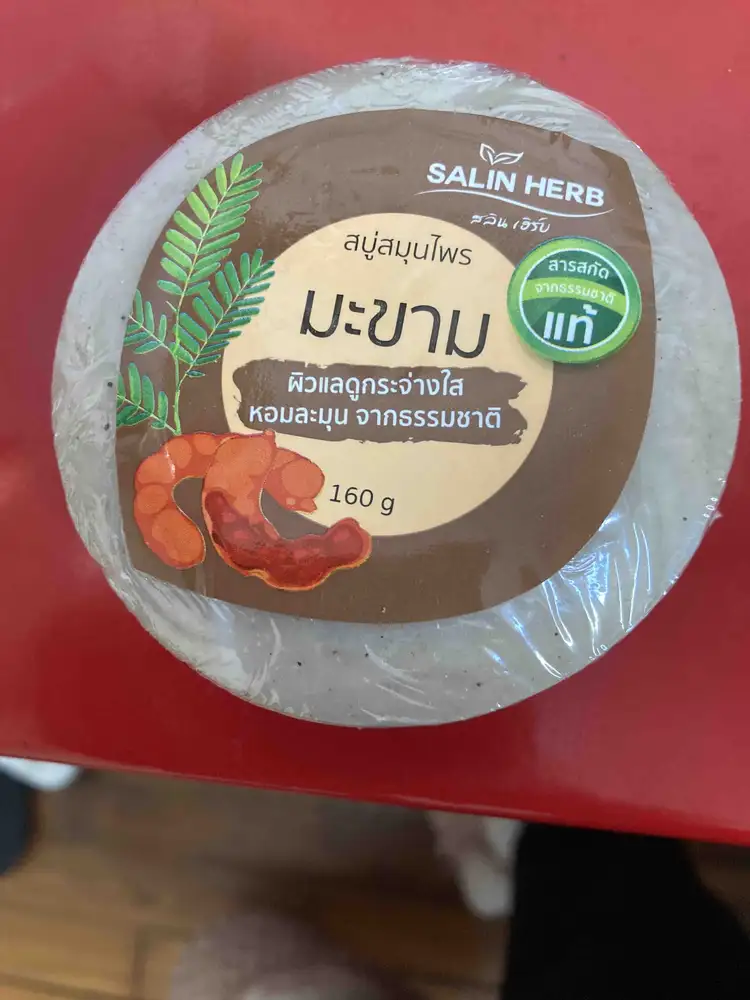 SALIN HERB
สลิน เฮิร์บ
สบู่สมุนไพร
มะขาม
สารสกัด
จากธรรมชาติ
แท้
ผิวแลดูกระจ่างใส
หอมละมุน จากธรรมชาติ
160 g